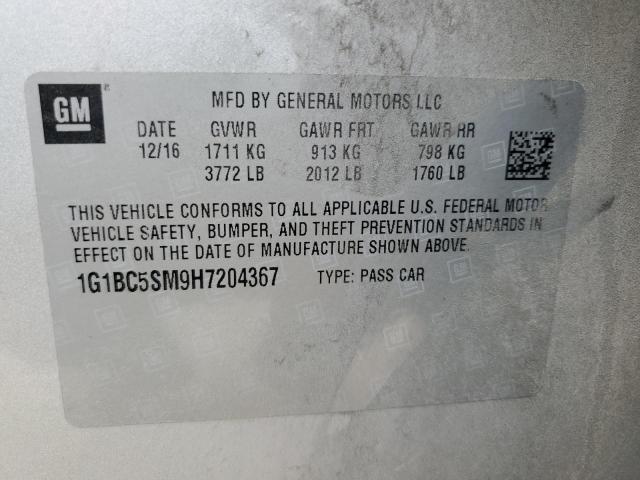 GM
MFD BY GENERAL MOTORS LLC
DATE GVWR GAWR FRT GAWR RR
12/16 1711 KG 913 KG 798 KG
3772 LB 2012 LB 1760 LB
THIS VEHICLE CONFORMS TO ALL APPLICABLE U.S. FEDERAL MOTOR
VEHICLE SAFETY, BUMPER, AND THEFT PREVENTION STANDARDS IN
EFFECT ON THE DATE OF MANUFACTURE SHOWN ABOVE.
1G1BC5SM9H7204367 TYPE: PASS CAR